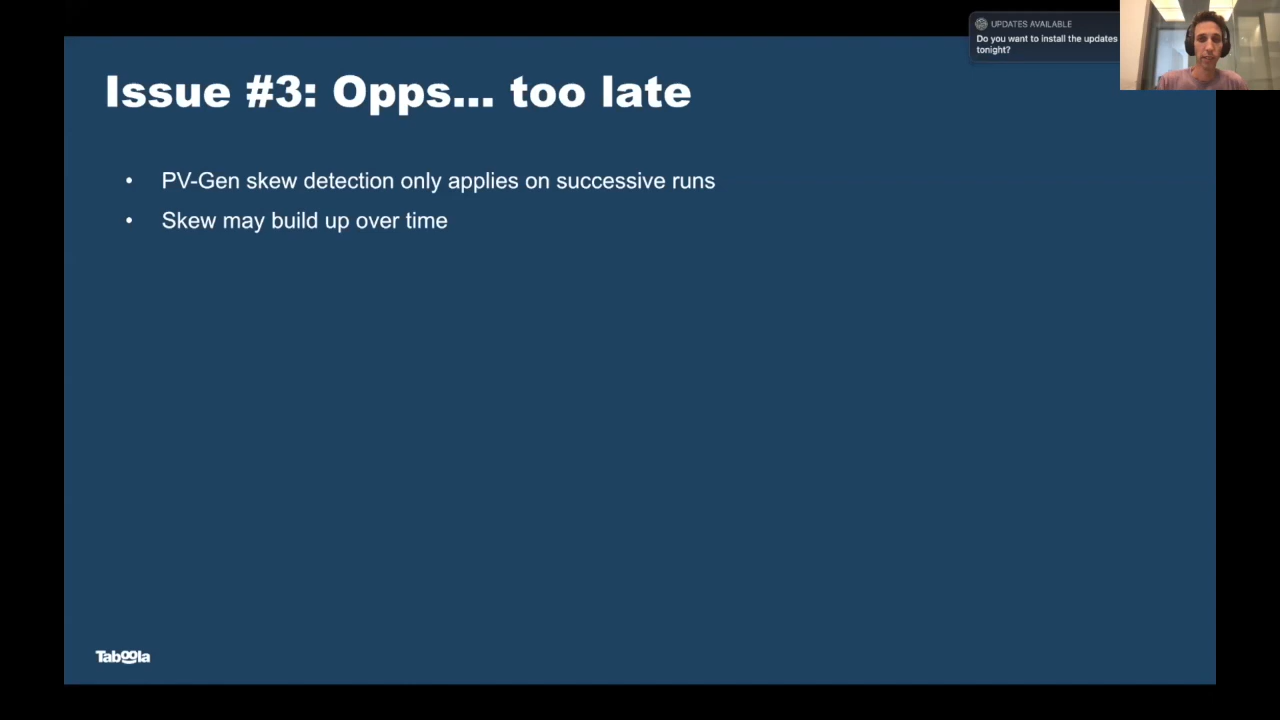 UPDATES AVAILABLE
Do you want to install the updates
tonight?
Issue #3: Opps... too late
• PV-Gen skew detection only applies on successive runs
• Skew may build up over time
Taboola